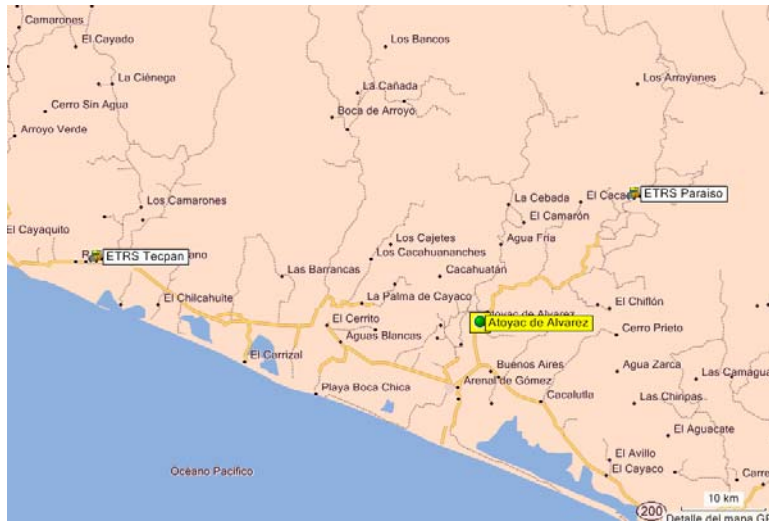 Camarones
El Cayado
Los Bancos
La Ciénega
La Cañada
Los Arrayanes
Cerro Sin Agua
Boca de Arroyo
Arroyo Verde
ETRS Paraiso
Los Camarones
La Cebada
El Camarón
El Cayaquito
Los Cajetes
Agua Fría
ETRS Tecpan
Los Cacahuananches
Las Barrancas
Cacahuatán
El Chilcahuite
La Palma de Cayaco
El Chiflón
El Cerrito
Atoyac de Alvarez
Cerro Prieto
Aguas Blancas
El Carrizal
Buenos Aires
Agua Zarca
Arenal de Gómez
Playa Boca Chica
Cacalutla
Las Chiripas
El Aguacate
El Avillo
Océano Pacífico
El Cayaco
10 km
200
Detalle del mapa